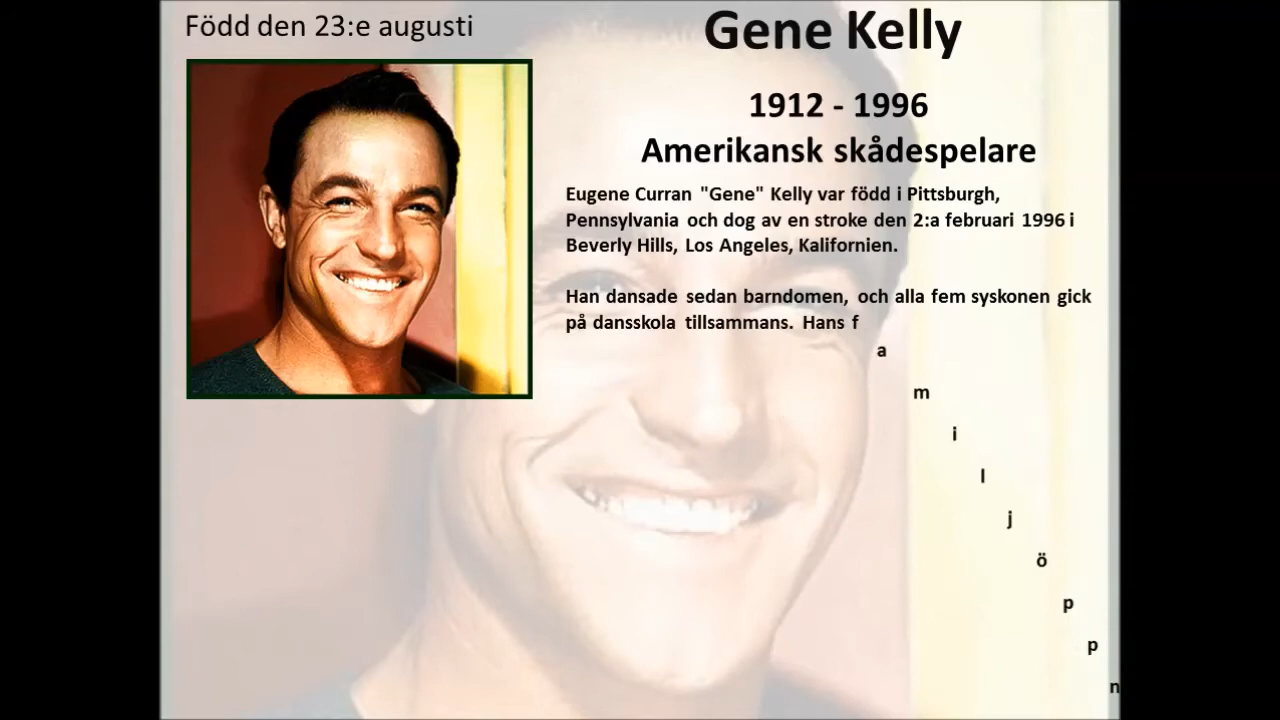 Född den 23:e augusti
Gene Kelly
1912 - 1996
Amerikansk skådespelare
Eugene Curran "Gene" Kelly var född i Pittsburgh,
Pennsylvania och dog av en stroke den 2:a februari 1996 i
Beverly Hills, Los Angeles, Kalifornien.
Han dansade sedan barndomen, och alla fem syskonen gick
på dansskola tillsammans. Hans f
a
m
i
l
j
ö
p
p
n